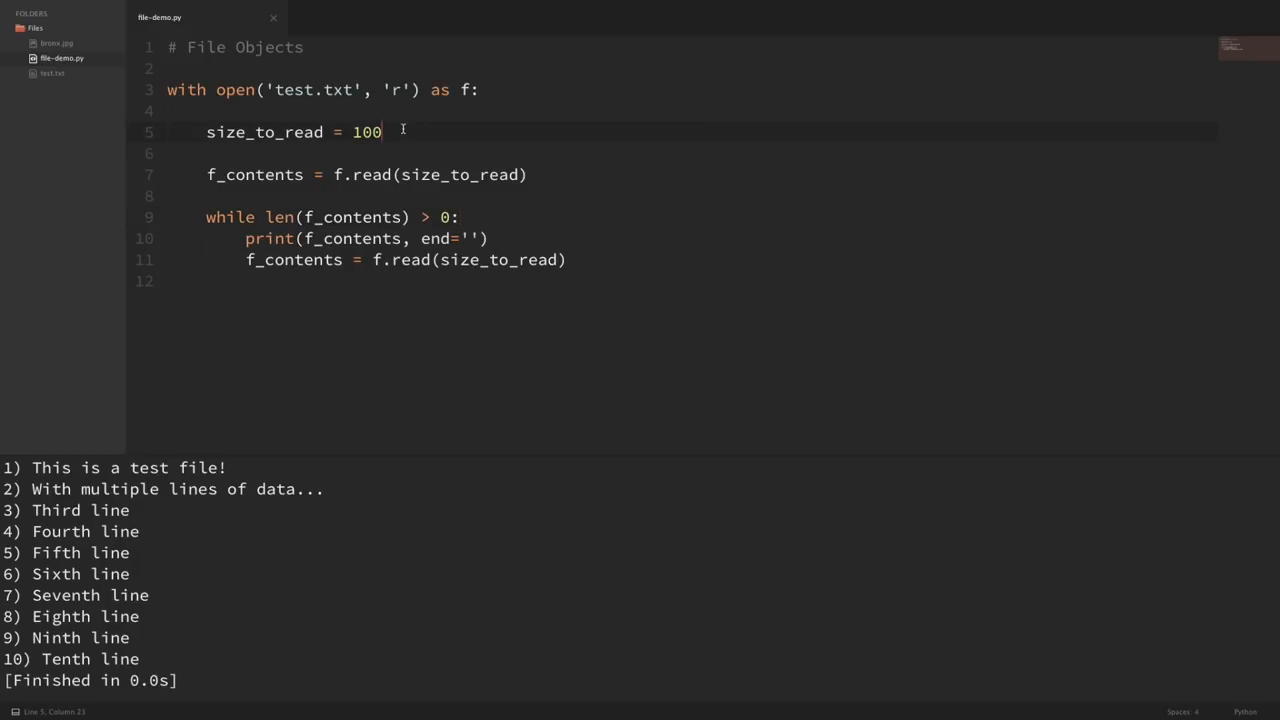 FOLDERS
Files
bronx.jpg
file-demo.py
test.txt
file-demo.py ×
1 # File Objects
2
3 with open('test.txt', 'r') as f:
4
5 size_to_read = 100
6
7 f_contents = f.read(size_to_read)
8
9 while len(f_contents) > 0:
10 print(f_contents, end='')
11 f_contents = f.read(size_to_read)
12
1) This is a test file!
2) With multiple lines of data...
3) Third line
4) Fourth line
5) Fifth line
6) Sixth line
7) Seventh line
8) Eighth line
9) Ninth line
10) Tenth line
[Finished in 0.0s]
Line 5, Column 23
Spaces: 4
Python